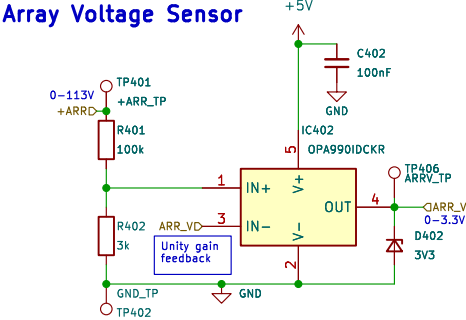 Array Voltage Sensor
+5V
C402
100nF
GND
TP401
0-113V
+ARR_TP
+ARR
R401
100k
IC402
OPA990IDCKR
5
V+
1
IN+
TP406
ARRV_TP
4
OUT
ARR_V
0-3.3V
R402
3k
ARR_V
3
IN-
V-
2
D402
3V3
Unity gain
feedback
GND_TP
GND
TP402